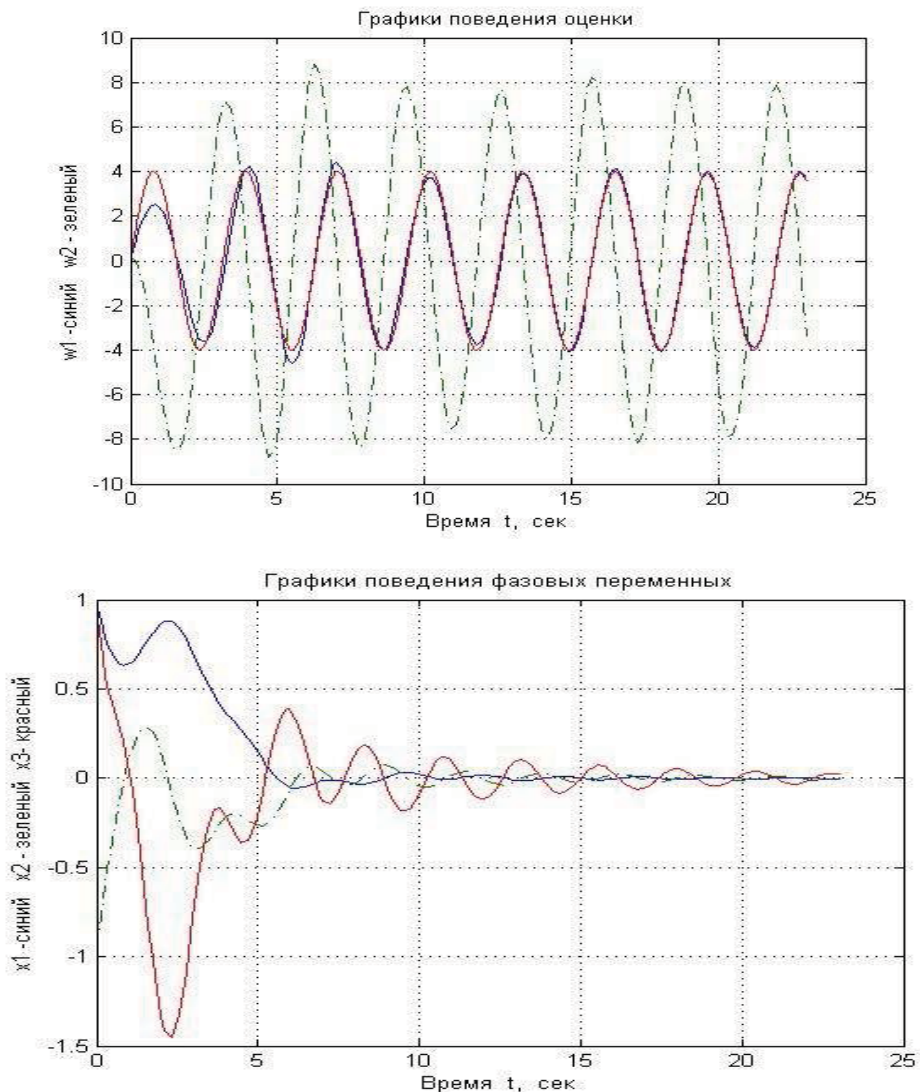 Графики поведения оценки
10
8
6
4
2
0
-2
-4
-6
-8
-10
w1-синий w2- зеленый
0 5 10 15 20 25
Время t, сек
Графики поведения фазовых переменных
1
0.5
0
-0.5
-1
-1.5
x1-синий x2- зеленый x3- красный
0 5 10 15 20 25
Время t, сек